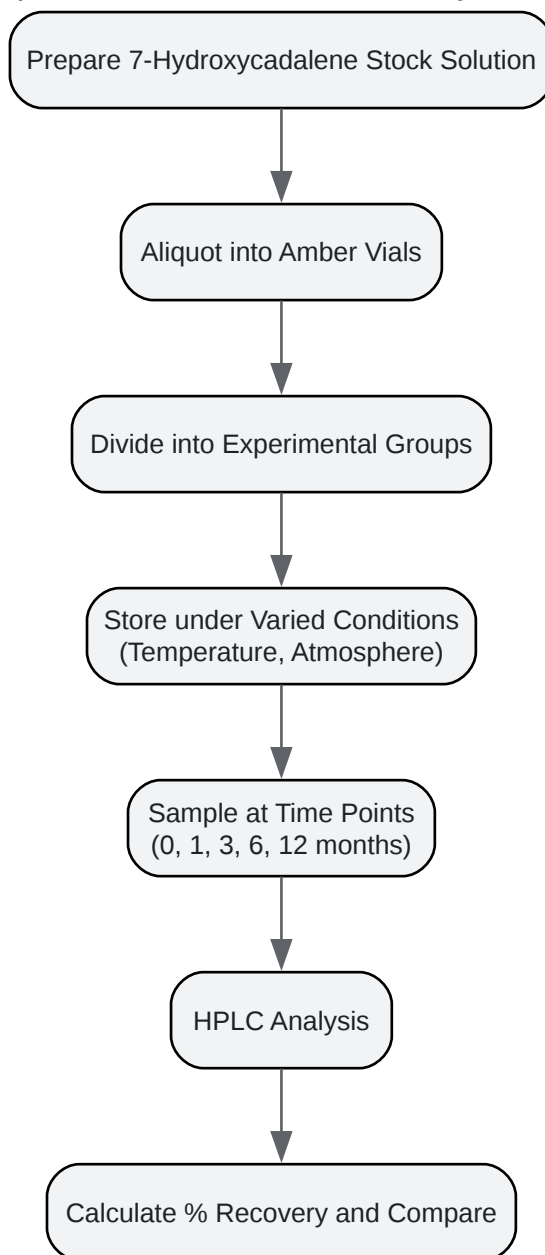 Prepare 7-Hydroxycadalene Stock Solution
Aliquot into Amber Vials
Divide into Experimental Groups
Store under Varied Conditions
(Temperature, Atmosphere)
Sample at Time Points
(0, 1, 3, 6, 12 months)
HPLC Analysis
Calculate % Recovery and Compare